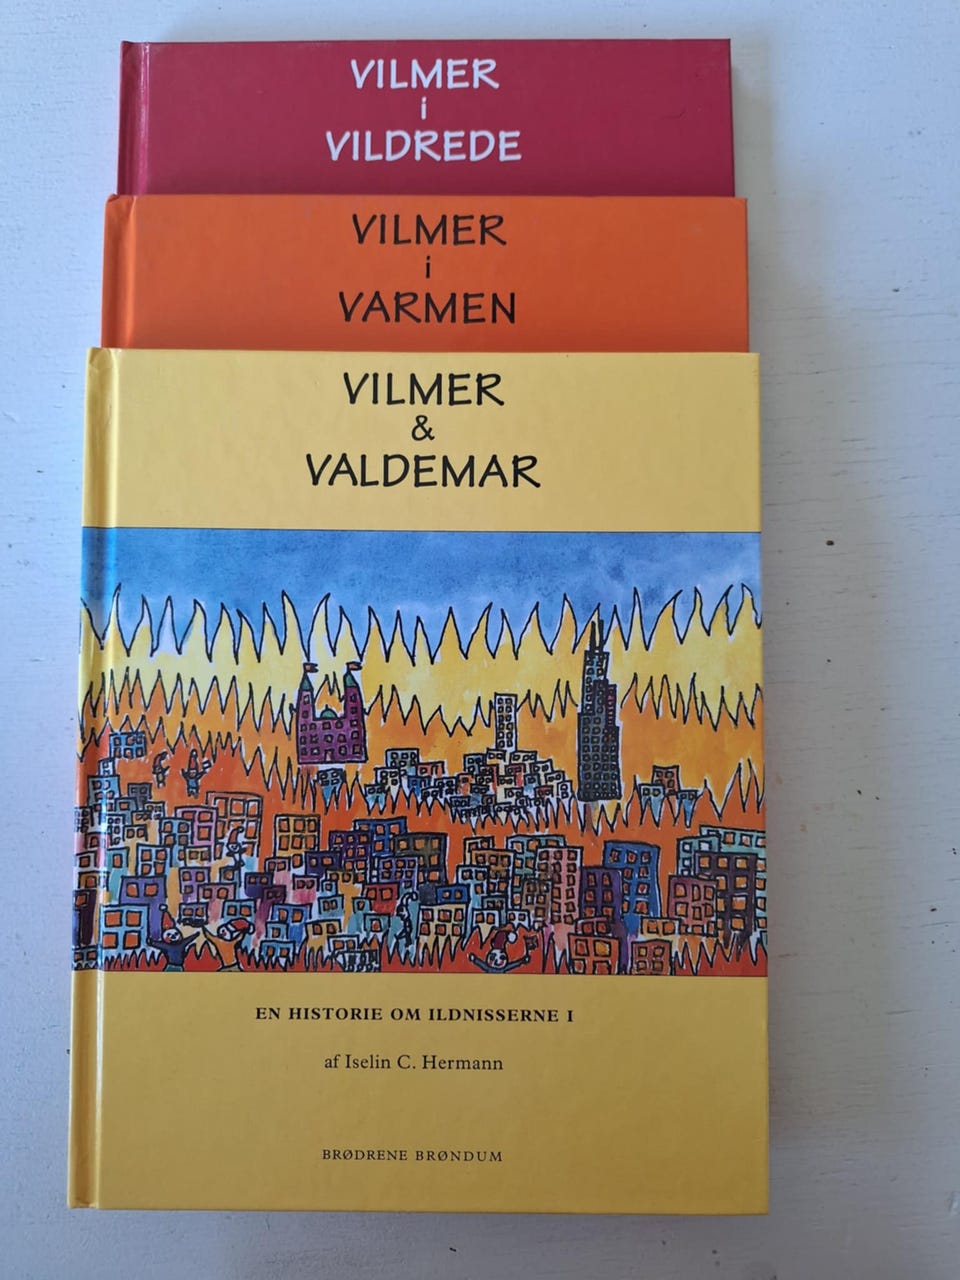 VILMER
i
VILDREDE
VILMER
i
VARMEN
VILMER
&
VALDEMAR
EN HISTORIE OM ILDNISSERNE I
af Iselin C. Hermann
BRØDRENE BRØNDUM